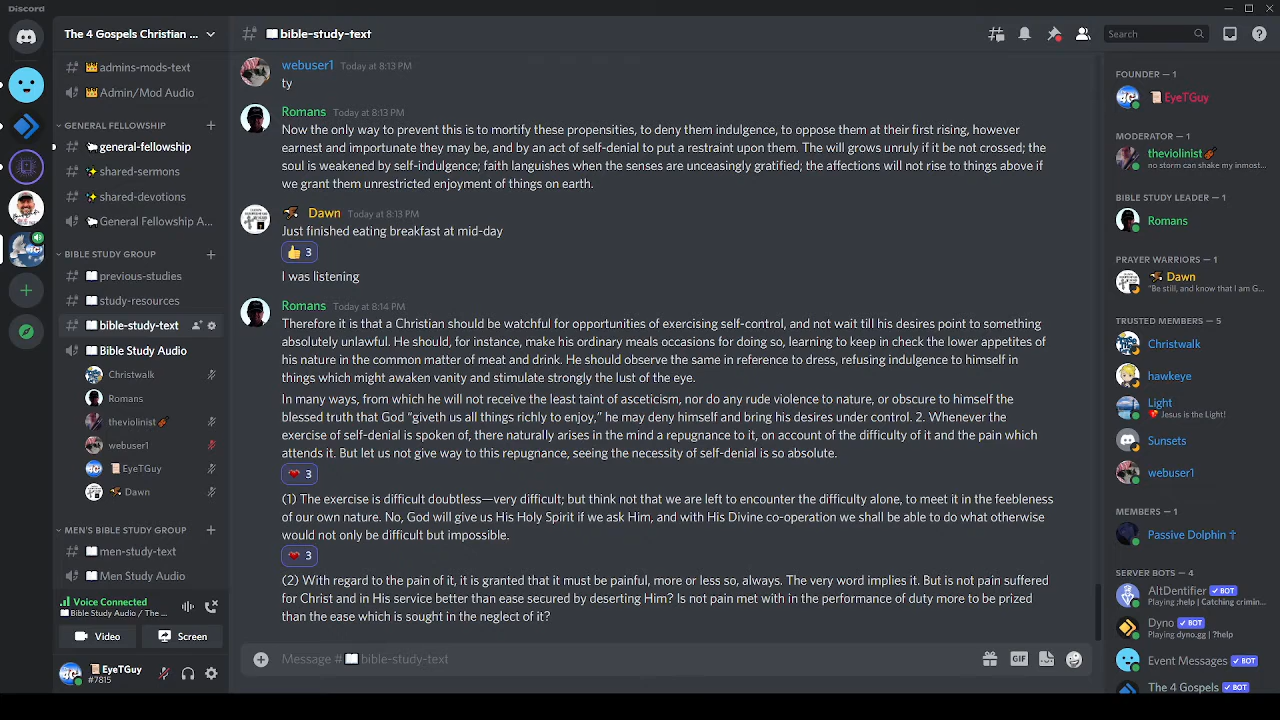 Discord
The 4 Gospels Christian ...
bible-study-text
Search
admins-mods-text
Admin/Mod Audio
GENERAL FELLOWSHIP
general-fellowship
shared-sermons
shared-devotions
General Fellowship A...
BIBLE STUDY GROUP
previous-studies
study-resources
bible-study-text
Bible Study Audio
Christwalk
Romans
theviolinist
webuser1
EyeTGuy
Dawn
MEN'S BIBLE STUDY GROUP
men-study-text
Men Study Audio
Voice Connected
Bible Study Audio / The ...
Video
Screen
EyeTGuy
#7815
webuser1 Today at 8:13 PM
ty
Romans Today at 8:13 PM
Now the only way to prevent this is to mortify these propensities, to deny them indulgence, to oppose them at their first rising, however
earnest and importunate they may be, and by an act of self-denial to put a restraint upon them. The will grows unruly if it be not crossed; the
soul is weakened by self-indulgence; faith languishes when the senses are unceasingly gratified; the affections will not rise to things above if
we grant them unrestricted enjoyment of things on earth.
Dawn Today at 8:13 PM
Just finished eating breakfast at mid-day
3
I was listening
Romans Today at 8:14 PM
Therefore it is that a Christian should be watchful for opportunities of exercising self-control, and not wait till his desires point to something
absolutely unlawful. He should, for instance, make his ordinary meals occasions for doing so, learning to keep in check the lower appetites of
his nature in the common matter of meat and drink. He should observe the same in reference to dress, refusing indulgence to himself in
things which might awaken vanity and stimulate strongly the lust of the eye.
In many ways, from which he will not receive the least taint of asceticism, nor do any rude violence to nature, or obscure to himself the
blessed truth that God "giveth us all things richly to enjoy," he may deny himself and bring his desires under control. 2. Whenever the
exercise of self-denial is spoken of, there naturally arises in the mind a repugnance to it, on account of the difficulty of it and the pain which
attends it. But let us not give way to this repugnance, seeing the necessity of self-denial is so absolute.
3
(1) The exercise is difficult doubtless—very difficult; but think not that we are left to encounter the difficulty alone, to meet it in the feebleness
of our own nature. No, God will give us His Holy Spirit if we ask Him, and with His Divine co-operation we shall be able to do what otherwise
would not only be difficult but impossible.
3
(2) With regard to the pain of it, it is granted that it must be painful, more or less so, always. The very word implies it. But is not pain suffered
for Christ and in His service better than ease secured by deserting Him? Is not pain met with in the performance of duty more to be prized
than the ease which is sought in the neglect of it?
Message # bible-study-text
GIF
FOUNDER — 1
EyeTGuy
MODERATOR — 1
theviolinist
no storm can shake my inmost...
BIBLE STUDY LEADER — 1
Romans
PRAYER WARRIORS — 1
Dawn
"Be still, and know that I am G...
TRUSTED MEMBERS — 5
Christwalk
hawkeye
Light
Jesus is the Light!
Sunsets
webuser1
MEMBERS — 1
Passive Dolphin †
SERVER BOTS — 4
AltDentifier BOT
Playing ;help | Catching crimin...
Dyno BOT
Playing dyno.gg | ?help
Event Messages BOT
The 4 Gospels BOT